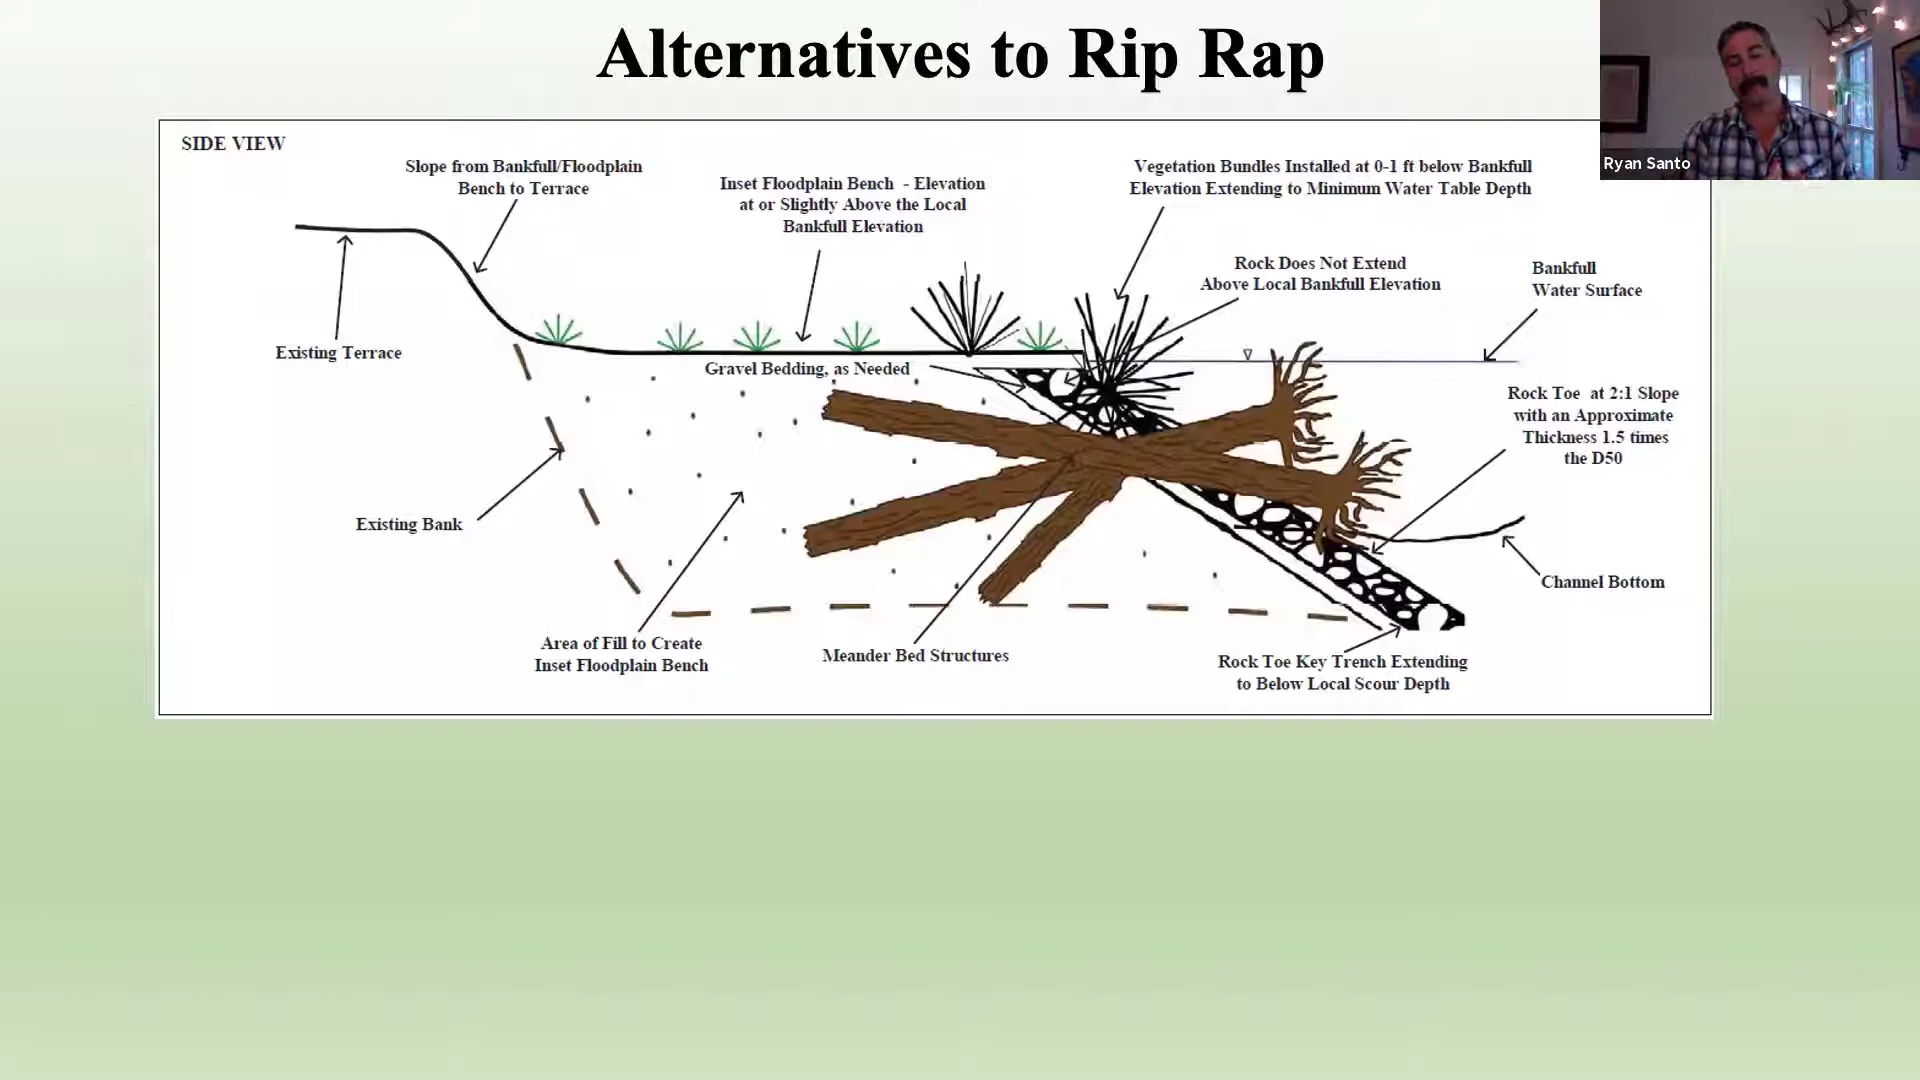 Alternatives to Rip Rap
Ryan Santo
SIDE VIEW
Slope from Bankfull/Floodplain
Bench to Terrace
Inset Floodplain Bench - Elevation
at or Slightly Above the Local
Bankfull Elevation
Vegetation Bundles Installed at 0-1 ft below Bankfull
Elevation Extending to Minimum Water Table Depth
Rock Does Not Extend
Above Local Bankfull Elevation
Bankfull
Water Surface
Existing Terrace
Gravel Bedding, as Needed
Rock Toe at 2:1 Slope
with an Approximate
Thickness 1.5 times
the D50
Existing Bank
Channel Bottom
Area of Fill to Create
Inset Floodplain Bench
Meander Bed Structures
Rock Toe Key Trench Extending
to Below Local Scour Depth